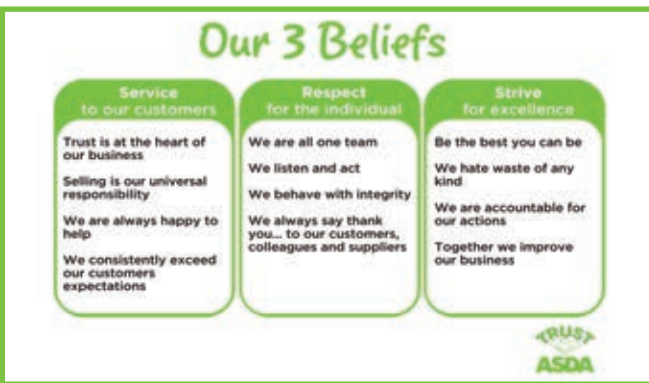 Our 3 Beliefs
Service
to our customers
Trust is at the heart of
our business
Selling is our universal
responsibility
We are always happy to
help
We consistently exceed
our customers
expectations
Respect
for the individual
We are all one team
We listen and act
We behave with integrity
We always say thank
you... to our customers,
colleagues and suppliers
Strive
for excellence
Be the best you can be
We hate waste of any
kind
We are accountable for
our actions
Together we improve
our business
TRUST
ASDA